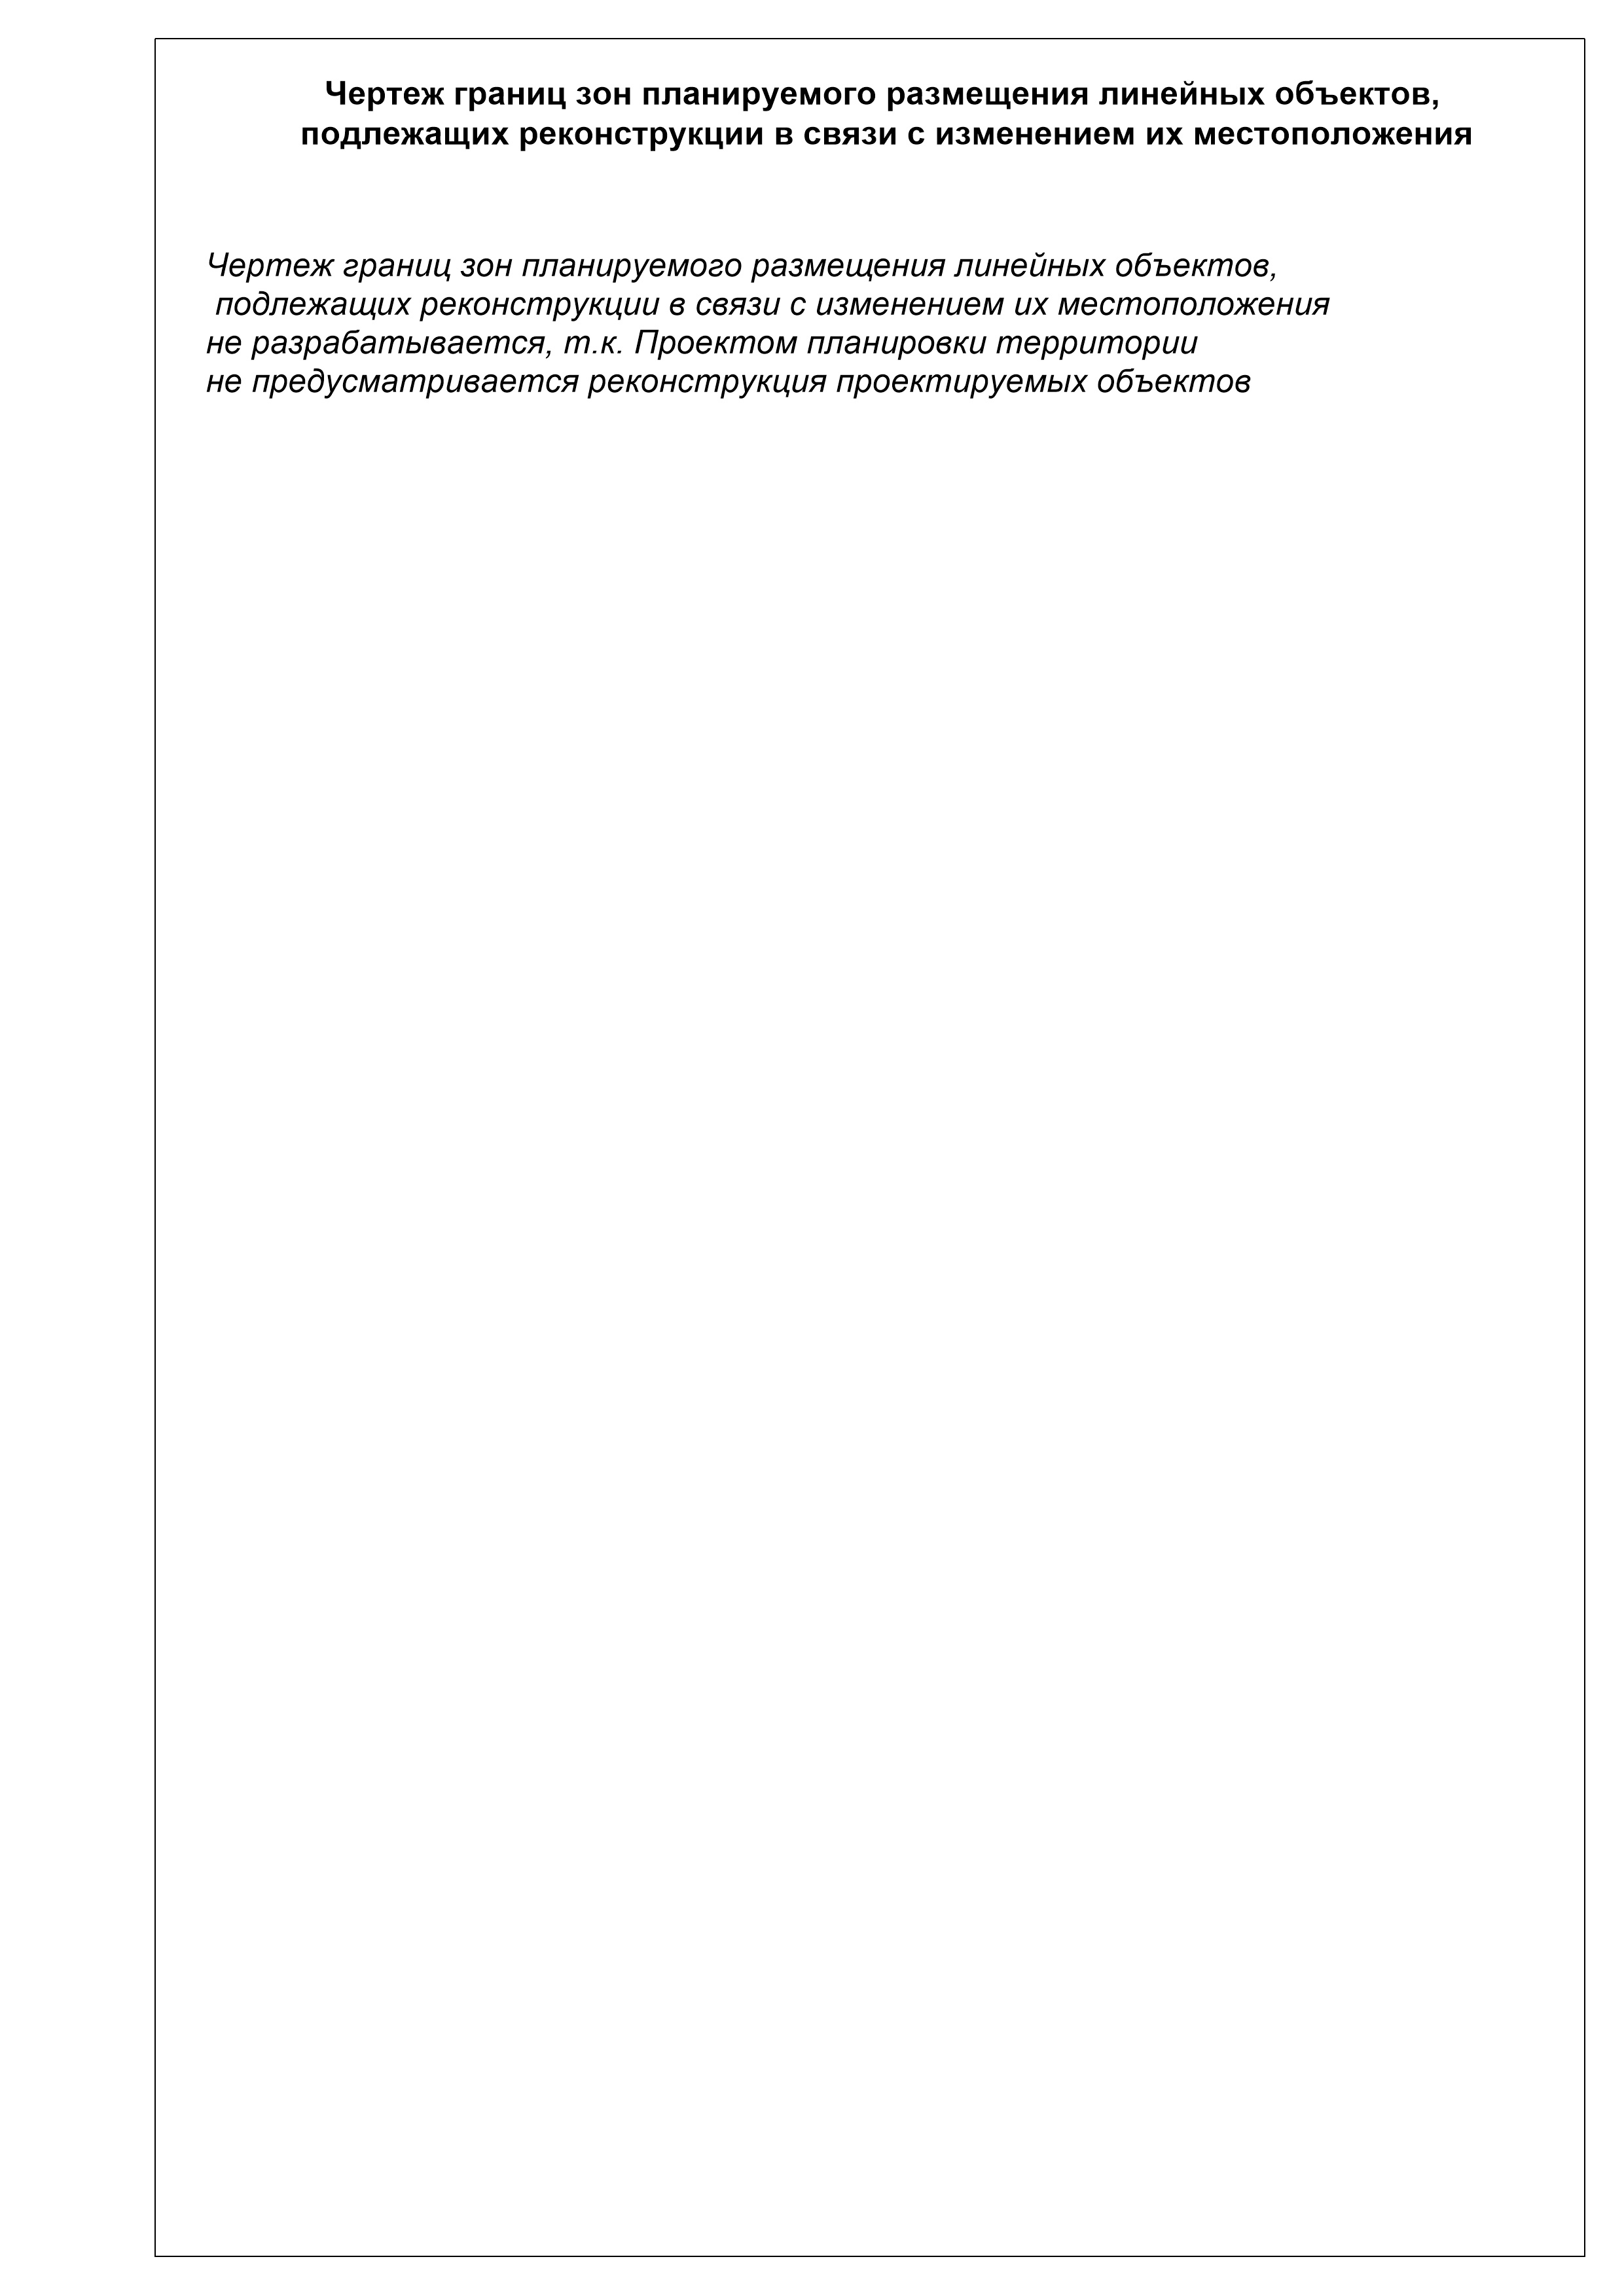 Чертеж границ зон планируемого размещения линейных объектов,
подлежащих реконструкции в связи с изменением их местоположения
Чертеж границ зон планируемого размещения линейных объектов,
подлежащих реконструкции в связи с изменением их местоположения
не разрабатывается, т.к. Проектом планировки территории
не предусматривается реконструкция проектируемых объектов